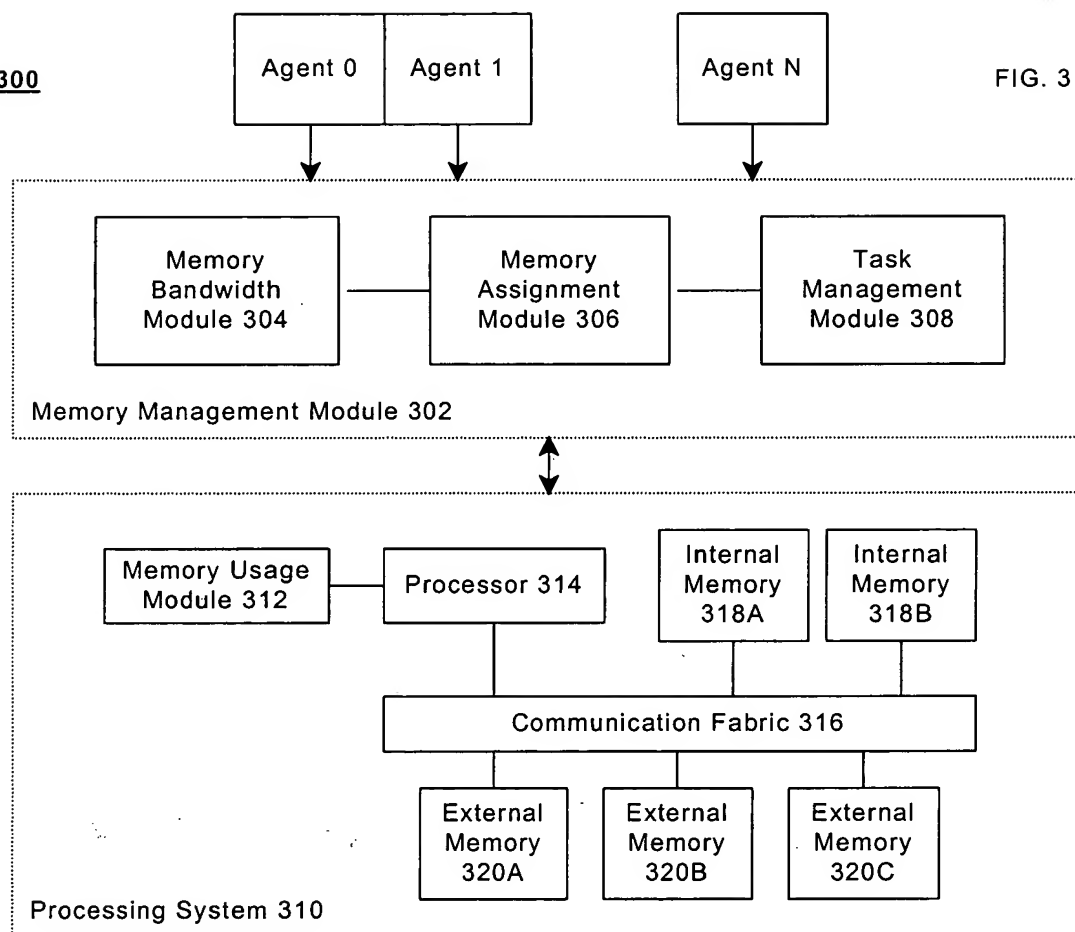 300
FIG. 3
Agent 0
Agent 1
Agent N
Memory
Bandwidth
Module 304
Memory
Assignment
Module 306
Task
Management
Module 308
Memory Management Module 302
Memory Usage
Module 312
Processor 314
Internal
Memory
318A
Internal
Memory
318B
Communication Fabric 316
External
Memory
320A
External
Memory
320B
External
Memory
320C
Processing System 310